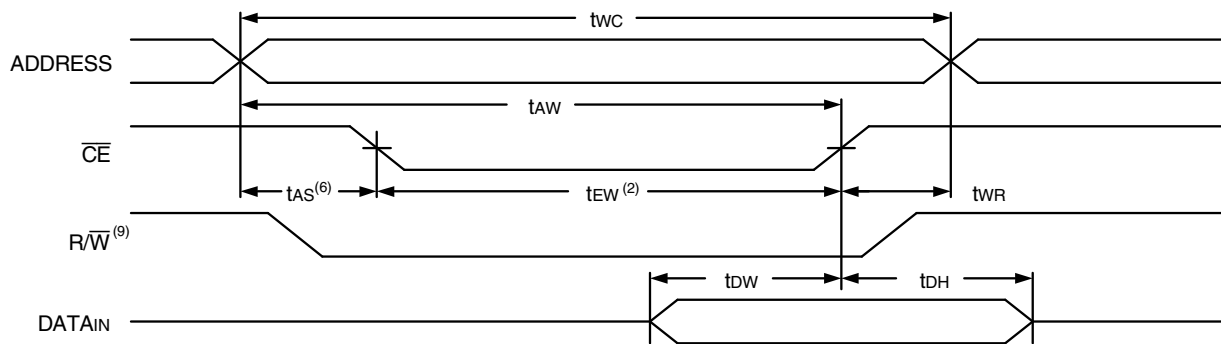 tWC
ADDRESS
tAW
CE
tAS(6)
tEW (2)
tWR
R/W (9)
tDW
tDH
DATAIN